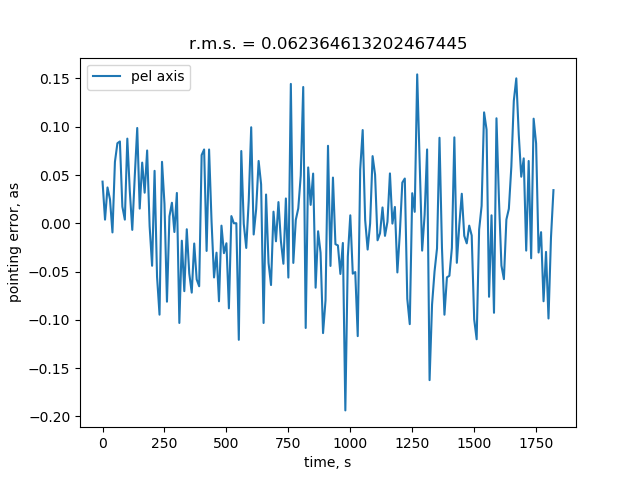 r.m.s. = 0.062364613202467445
pel axis
0.15
0.10
0.05
0.00
−0.05
−0.10
−0.15
−0.20
pointing error, as
0 250 500 750 1000 1250 1500 1750
time, s